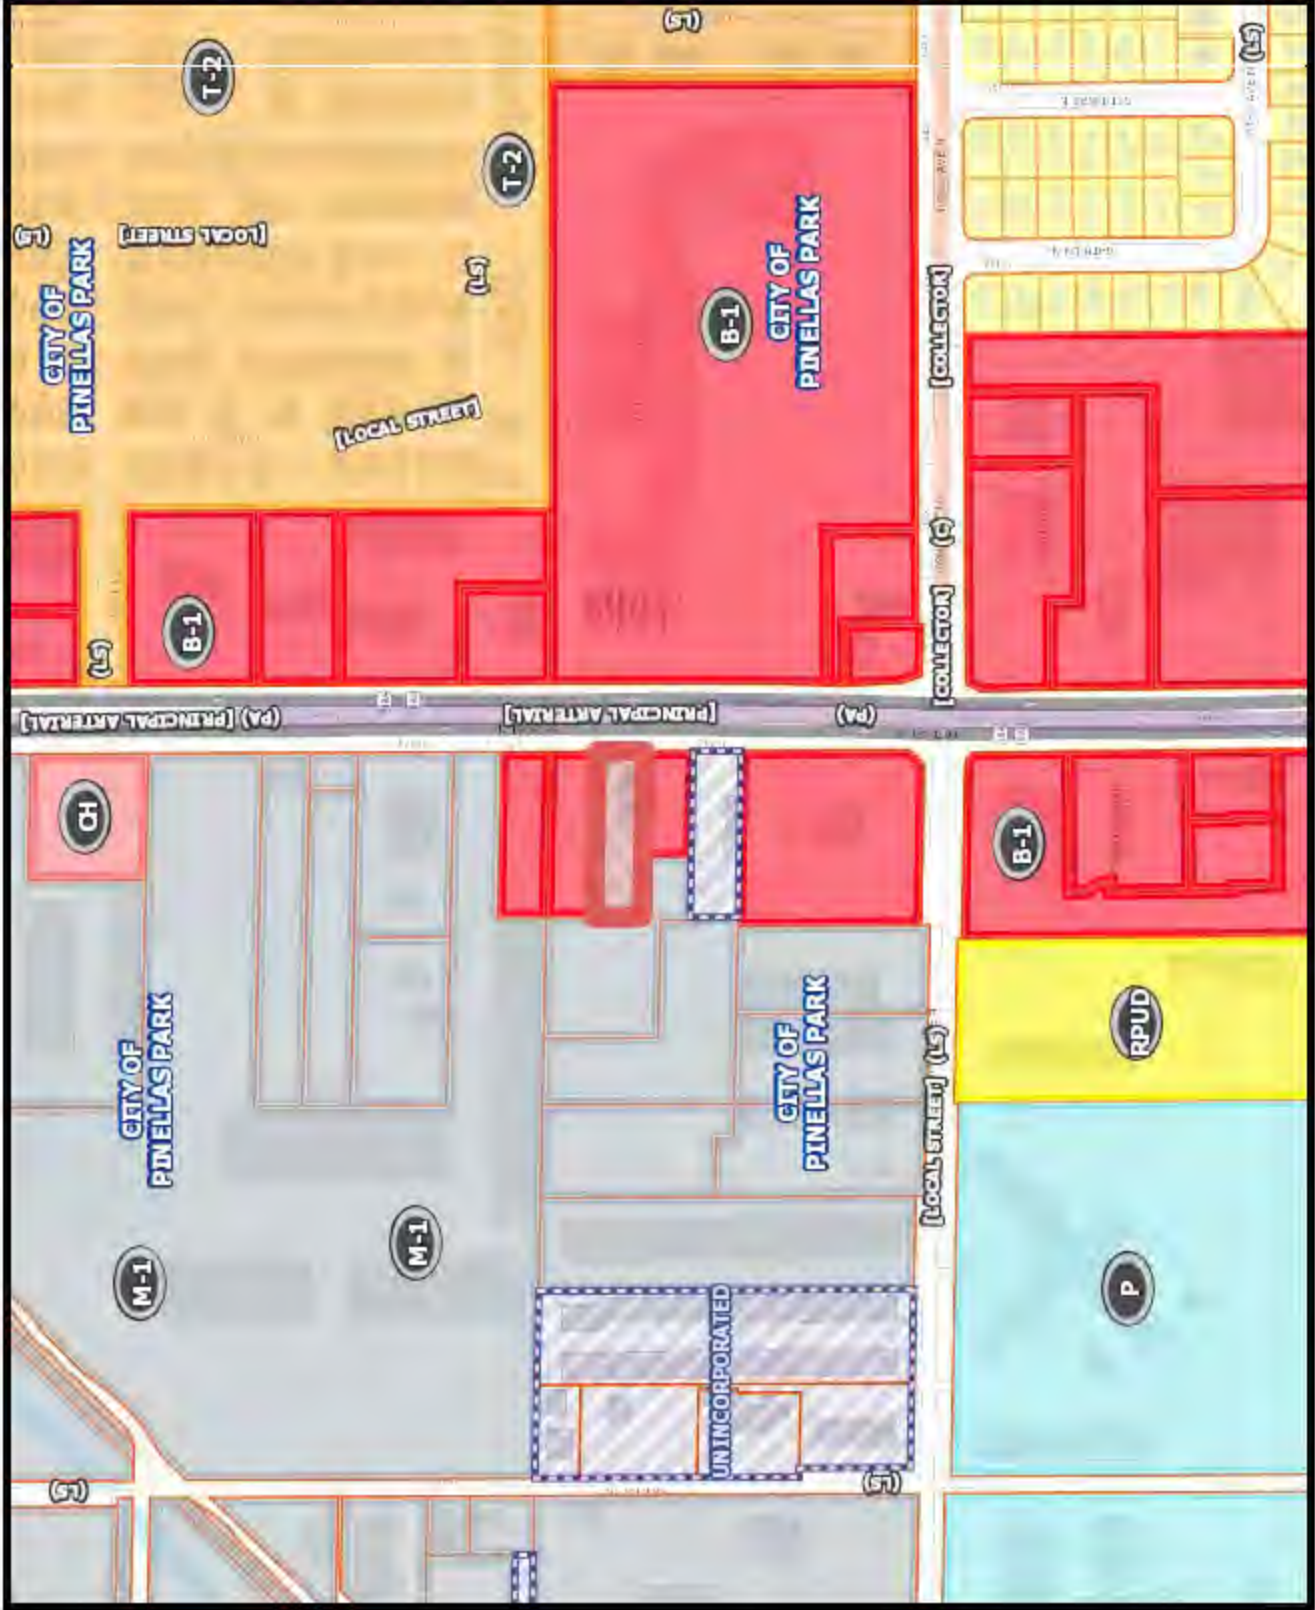 (LS)
T-2
(LS)
T-2
(LS)
[LOCAL STREET]
CITY OF
PINELLAS PARK
CITY OF
PINELLAS PARK
(LS)
B-1
[COLLECTOR]
[LOCAL STREET]
(C)
B-1
(LS)
[COLLECTOR]
[PRINCIPAL ARTERIAL]
(PA)
[PRINCIPAL ARTERIAL]
(PA)
CH
B-1
CITY OF
PINELLAS PARK
CITY OF
PINELLAS PARK
RPUD
(LS)
[LOCAL STREET]
M-1
M-1
P
UNINCORPORATED
(LS)
(LS)